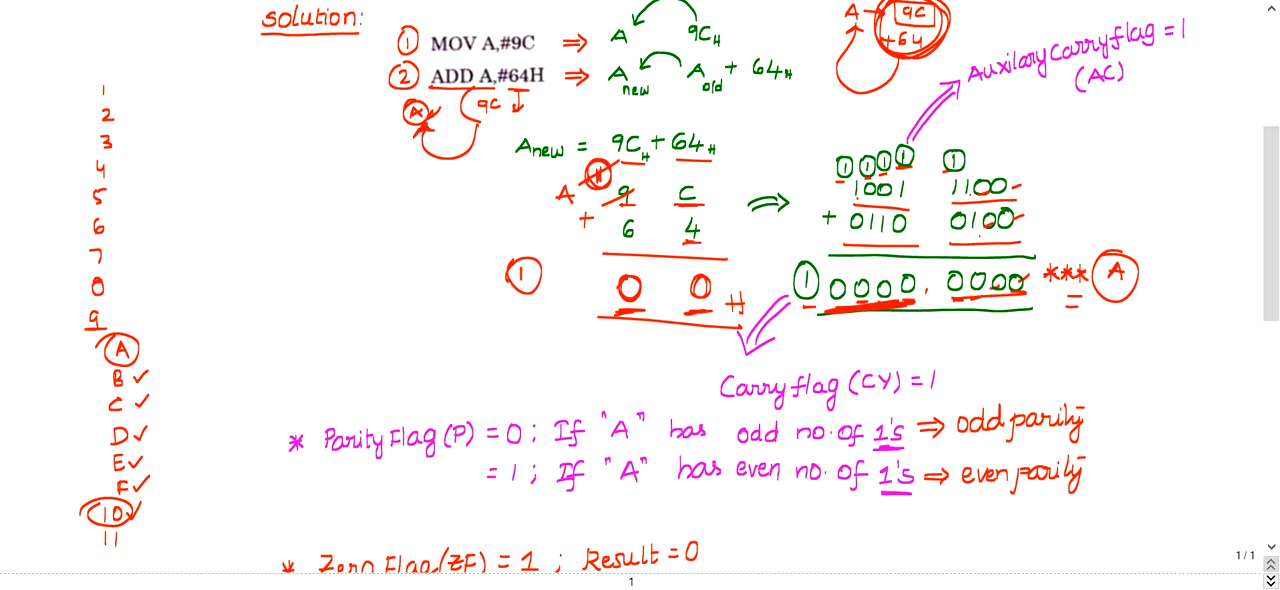 Solution:
① MOV A,#9C ⇒ A ← 9CH
② ADD A,#64H ⇒ Anew ← Aold + 64H
A 9C
A → 9C
+64
Auxilary Carry flag = 1
(AC)
Anew = 9CH + 64H
1
A 9 C ⇒
+ 6 4
1 0 0 H
1 1 1 1 1
1001 1100
+ 0110 0100
1 0000 . 0000 *** A
=
Carry flag (CY) = 1
* Parity Flag (P) = 0 ; If "A" has odd no. of 1's ⇒ odd parity
= 1 ; If "A" has even no. of 1's ⇒ even parity
* Zero Flag (ZF) = 1 ; Result = 0
1
2
3
4
5
6
7
8
9
A
B ✓
C ✓
D ✓
E ✓
F ✓
10
11
1 / 1
1